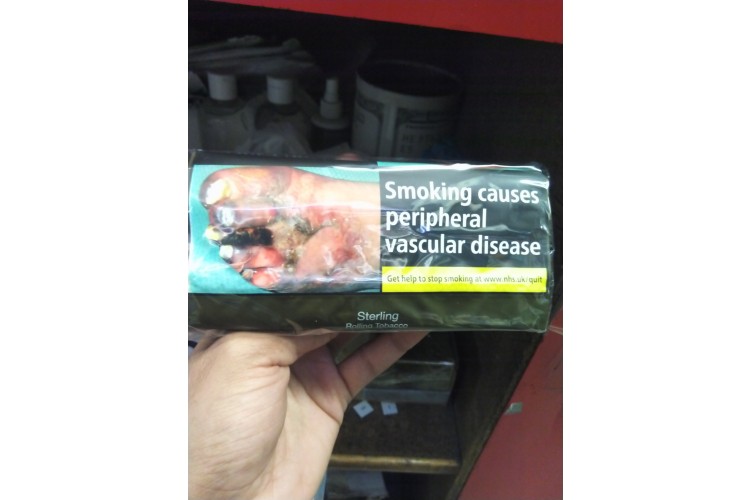 Smoking causes
peripheral
vascular disease
Get help to stop smoking at www.nhs.uk/quit
Sterling
Rolling Tobacco